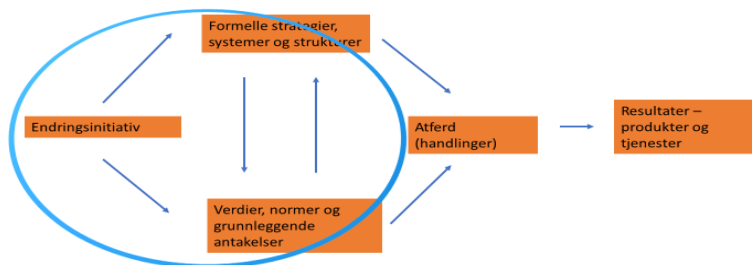 Formelle strategier,
systemer og strukturer
Endringsinitiativ
Atferd
(handlinger)
Resultater –
produkter og
tjenester
Verdier, normer og
grunnleggende
antakelser